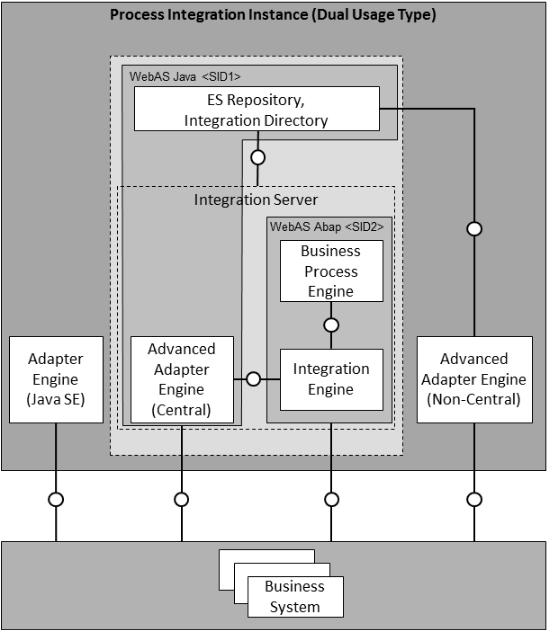 Process Integration Instance (Dual Usage Type)
WebAS Java <SID1>
ES Repository,
Integration Directory
Integration Server
WebAS Abap <SID2>
Business
Process
Engine
Adapter
Engine
(Java SE)
Advanced
Adapter
Engine
(Central)
Integration
Engine
Advanced
Adapter Engine
(Non-Central)
Business
System